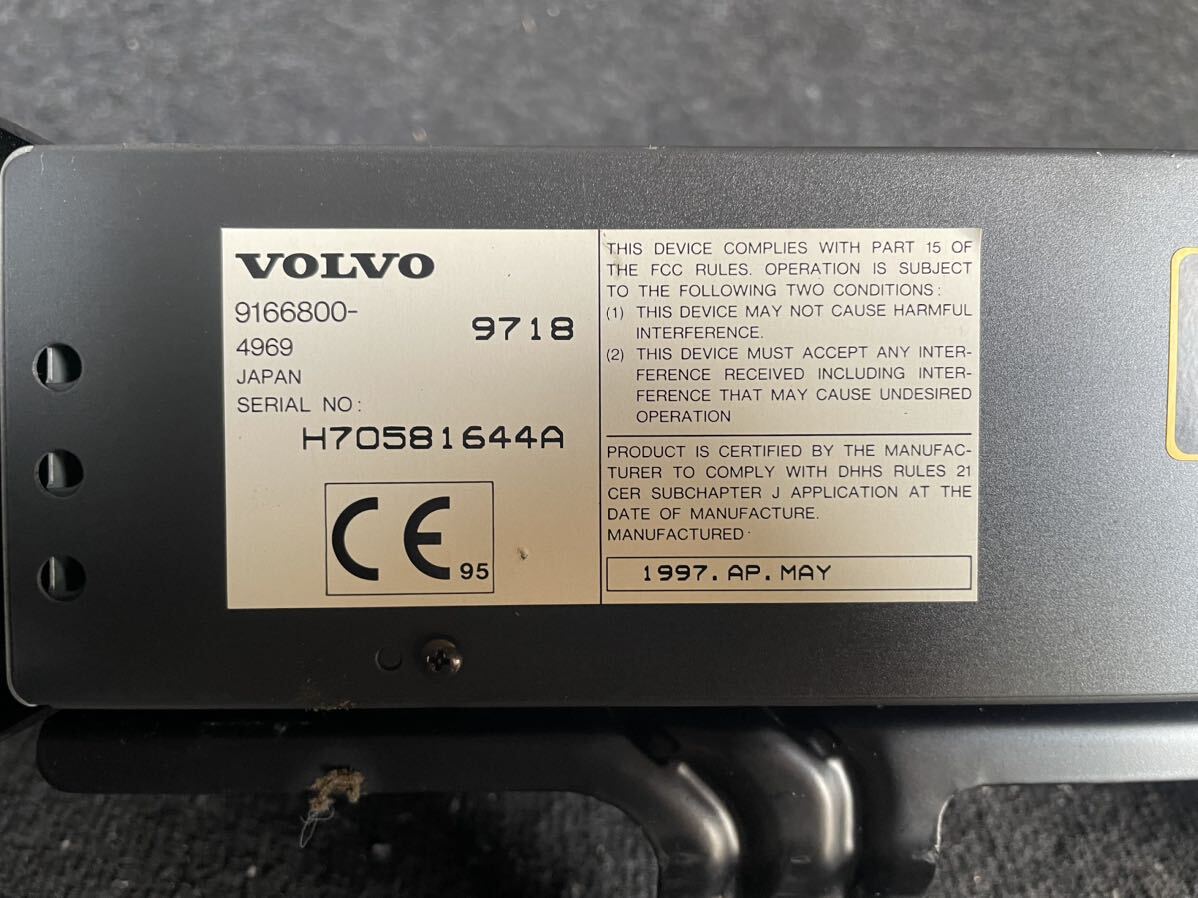 VOLVO
9166800-
9718
4969
JAPAN
SERIAL NO:
H70581644A
CE 95
THIS DEVICE COMPLIES WITH PART 15 OF
THE FCC RULES. OPERATION IS SUBJECT
TO THE FOLLOWING TWO CONDITIONS:
(1) THIS DEVICE MAY NOT CAUSE HARMFUL
INTERFERENCE.
(2) THIS DEVICE MUST ACCEPT ANY INTER-
FERENCE RECEIVED INCLUDING INTER-
FERENCE THAT MAY CAUSE UNDESIRED
OPERATION
PRODUCT IS CERTIFIED BY THE MANUFAC-
TURER TO COMPLY WITH DHHS RULES 21
CER SUBCHAPTER J APPLICATION AT THE
DATE OF MANUFACTURE.
MANUFACTURED:
1997. AP. MAY